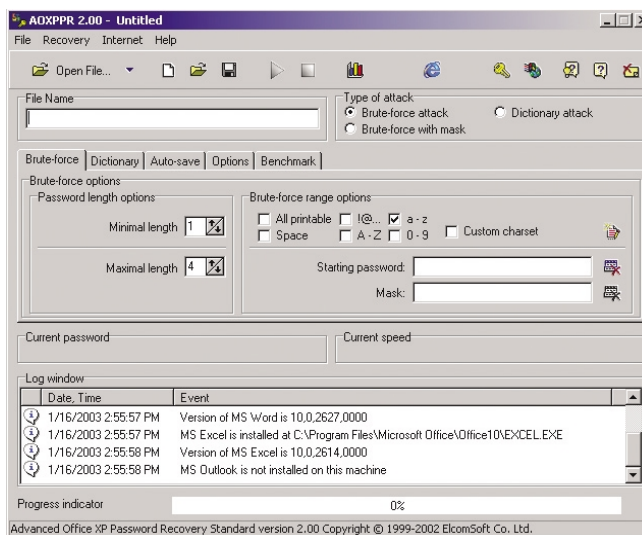 AOXPPR 2.00 - Untitled
File Recovery Internet Help
Open File...
File Name
Type of attack
Brute-force attack Dictionary attack
Brute-force with mask
Brute-force Dictionary Auto-save Options Benchmark
Brute-force options
Password length options
Minimal length 1
Maximal length 4
Brute-force range options
All printable !@... a - z
Space A - Z 0 - 9 Custom charset
Starting password:
Mask:
Current password
Current speed
Log window
Date, Time Event
1/16/2003 2:55:57 PM Version of MS Word is 10,0,2627,0000
1/16/2003 2:55:57 PM MS Excel is installed at C:\Program Files\Microsoft Office\Office10\EXCEL.EXE
1/16/2003 2:55:58 PM Version of MS Excel is 10,0,2614,0000
1/16/2003 2:55:58 PM MS Outlook is not installed on this machine
Progress indicator 0%
Advanced Office XP Password Recovery Standard version 2.00 Copyright © 1999-2002 ElcomSoft Co. Ltd.